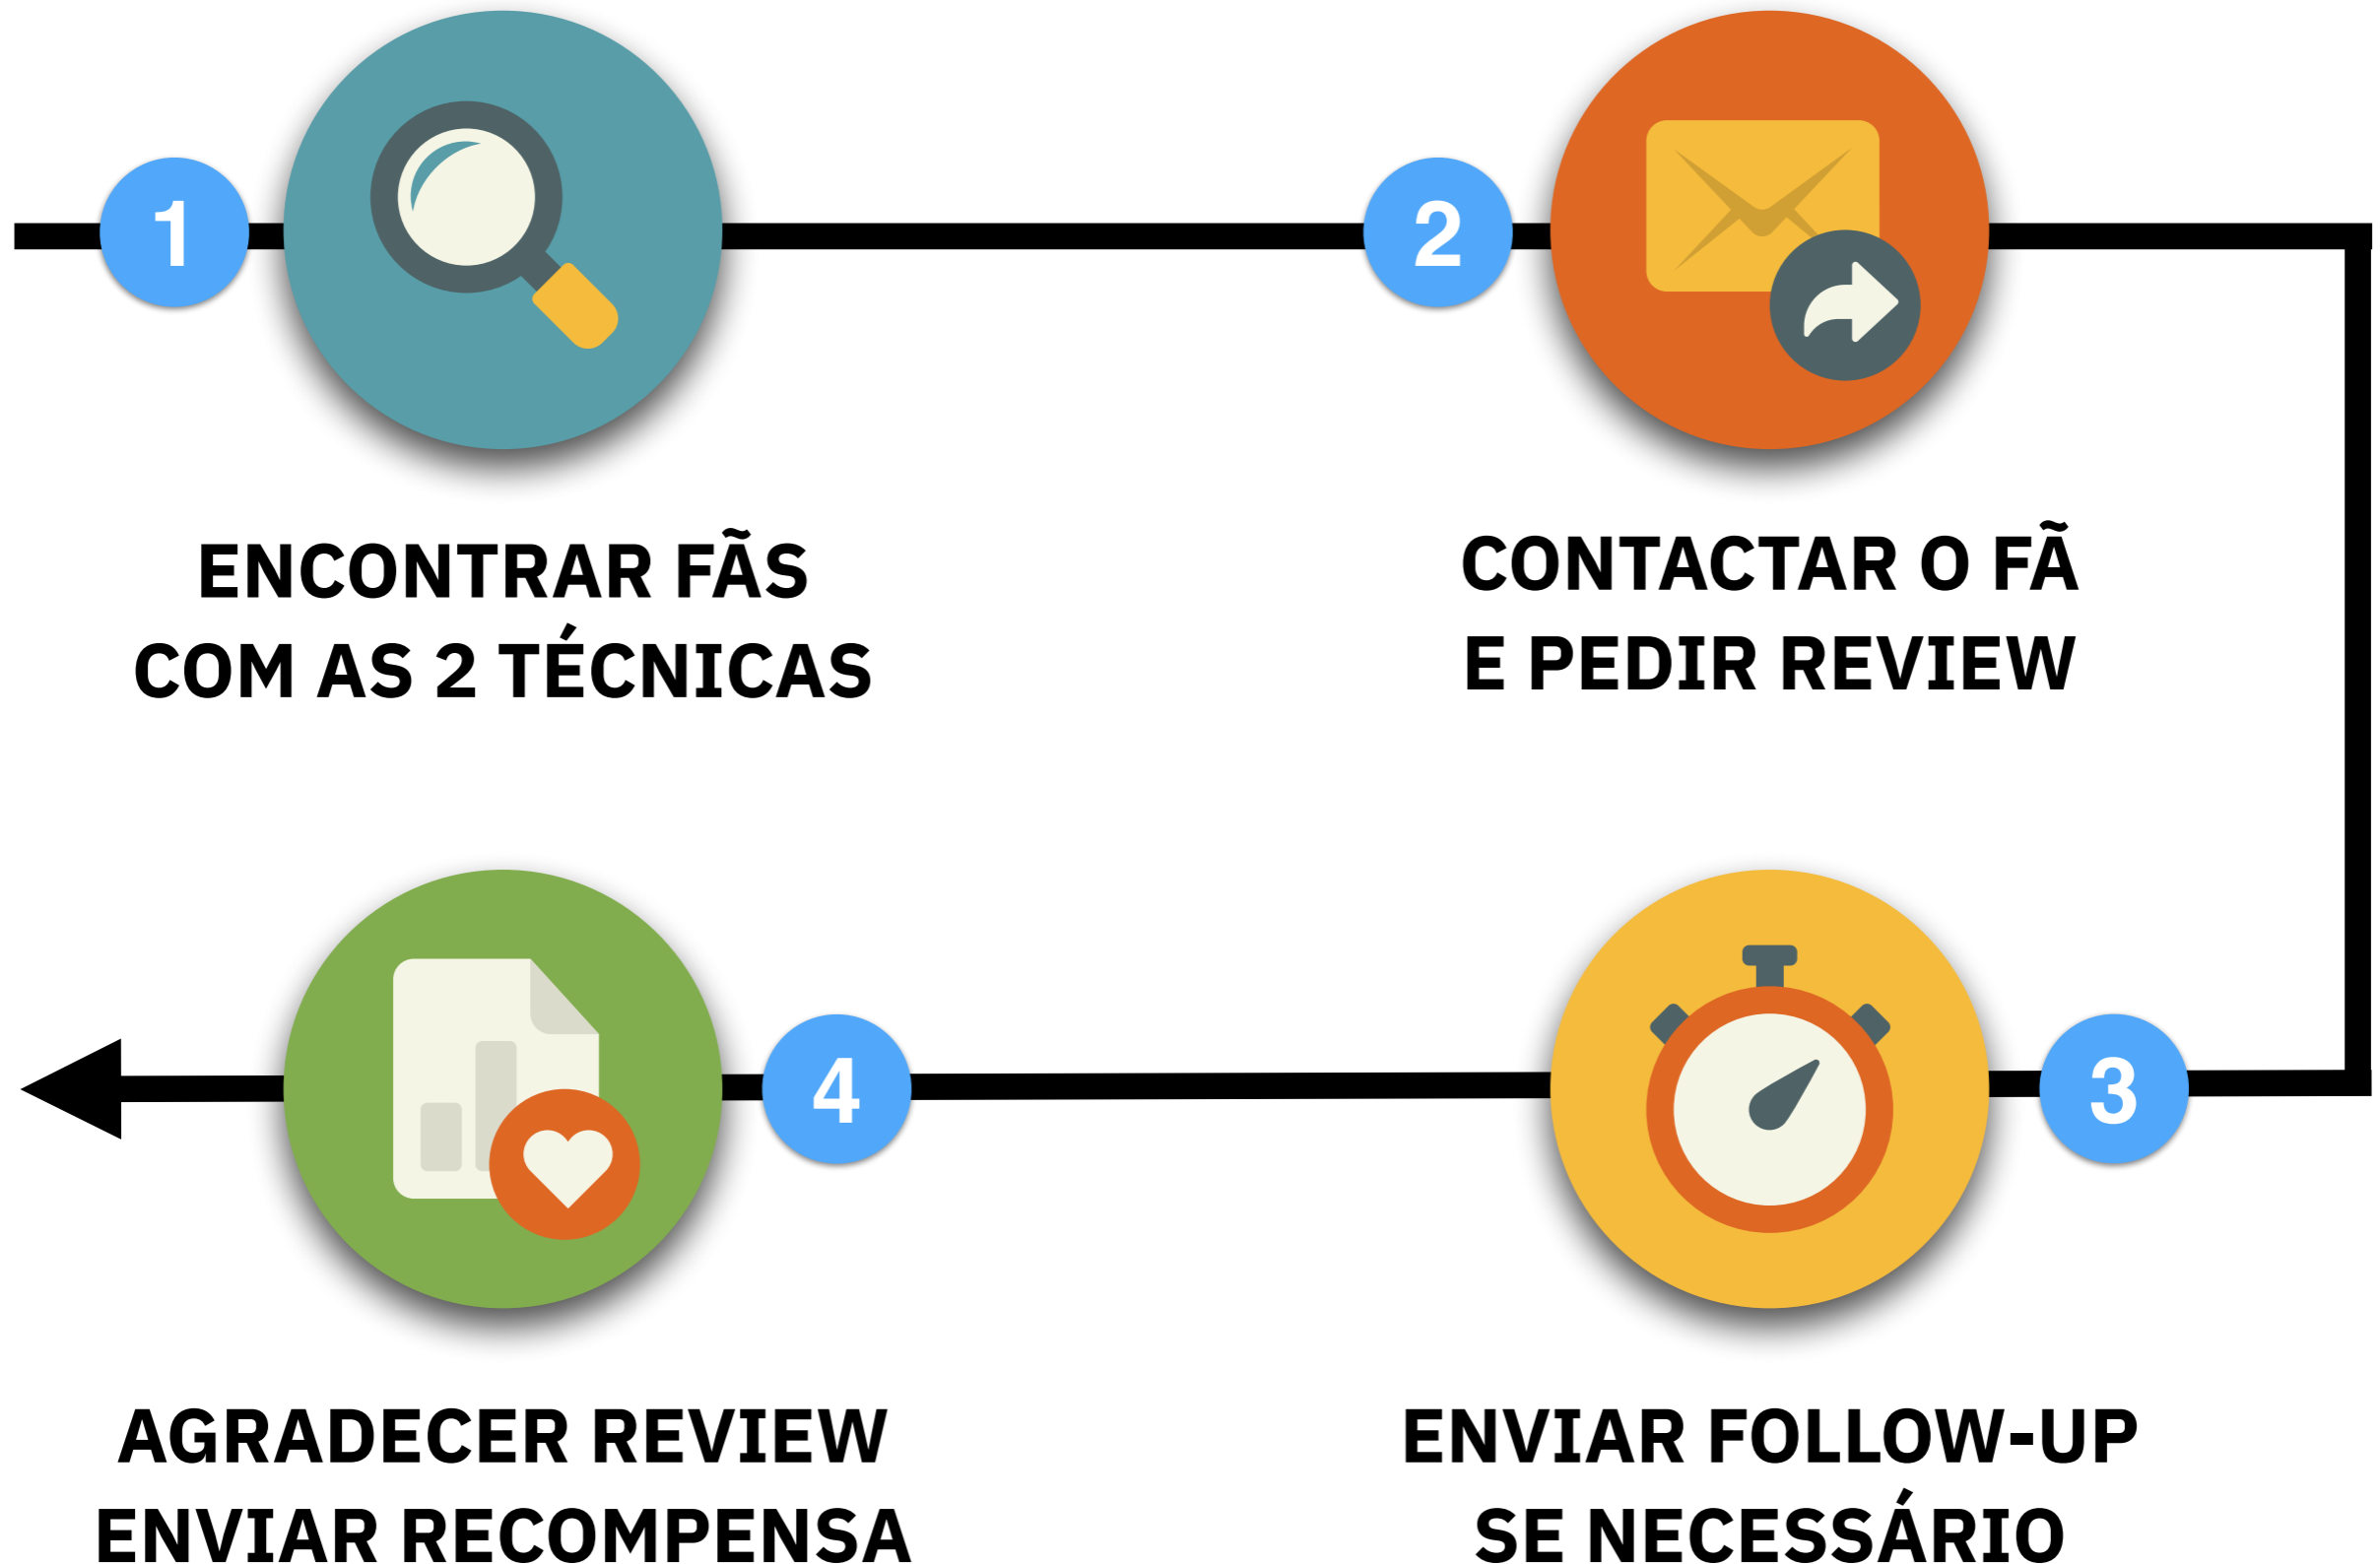 1
ENCONTRAR FÃS
COM AS 2 TÉCNICAS
2
CONTACTAR O FÃ
E PEDIR REVIEW
3
ENVIAR FOLLOW-UP
SE NECESSÁRIO
4
AGRADECER REVIEW
ENVIAR RECOMPENSA